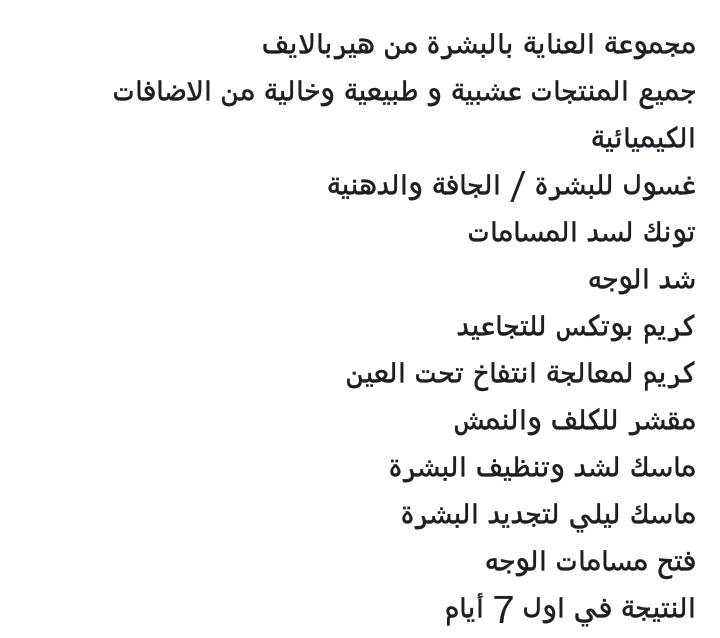 مجموعة العناية بالبشرة من هيربالايف
جميع المنتجات عشبية و طبيعية وخالية من الاضافات
الكيميائية
غسول للبشرة / الجافة والدهنية
تونك لسد المسامات
شد الوجه
كريم بوتكس للتجاعيد
كريم لمعالجة انتفاخ تحت العين
مقشر للكلف والنمش
ماسك لشد وتنظيف البشرة
ماسك ليلي لتجديد البشرة
فتح مسامات الوجه
النتيجة في اول 7 أيام